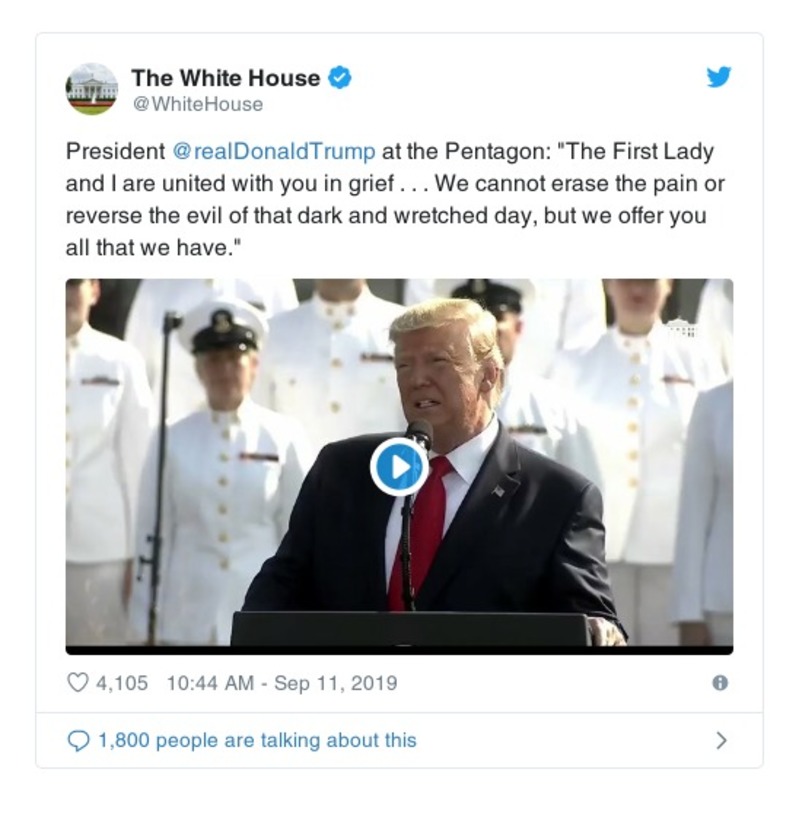 The White House
@WhiteHouse
President @realDonaldTrump at the Pentagon: "The First Lady
and I are united with you in grief . . . We cannot erase the pain or
reverse the evil of that dark and wretched day, but we offer you
all that we have."
4,105 10:44 AM - Sep 11, 2019
1,800 people are talking about this